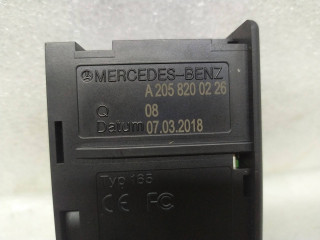 MERCEDES-BENZ
A 205 820 02 26
Q 08
Datum 07.03.2018
Typ 165
CE FC